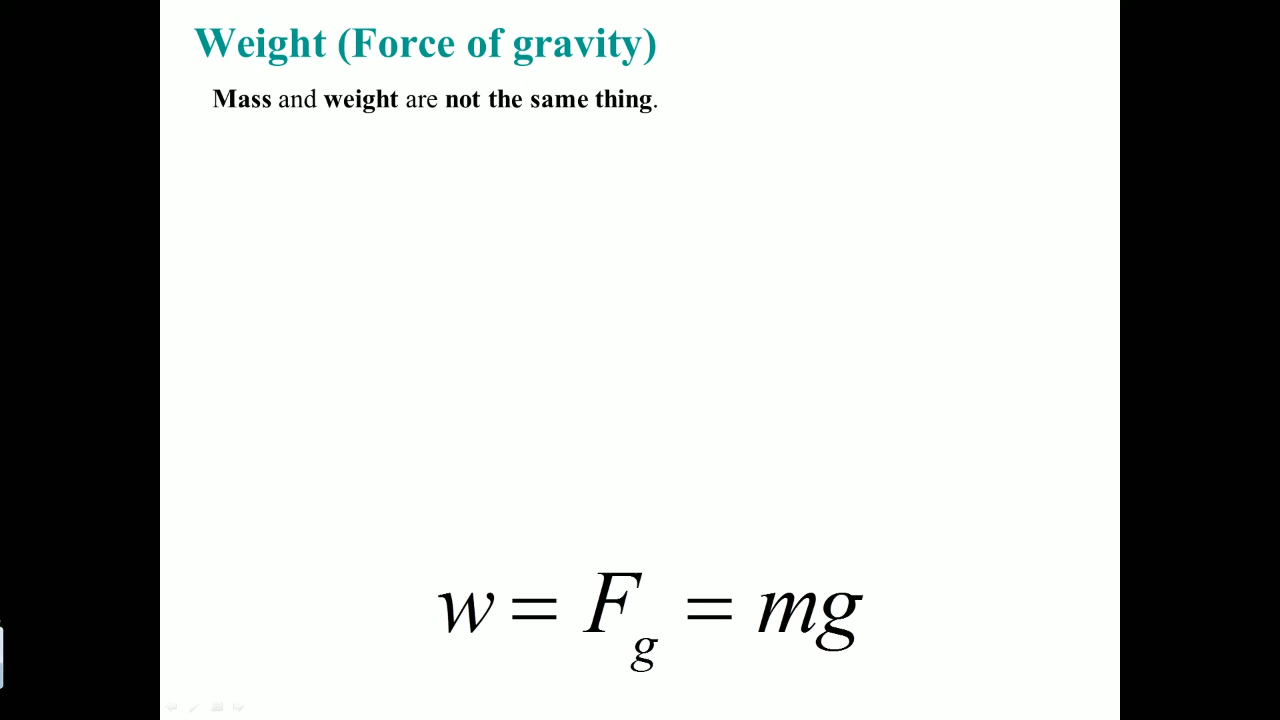 Weight (Force of gravity)
Mass and weight are not the same thing.
w = F_g = mg